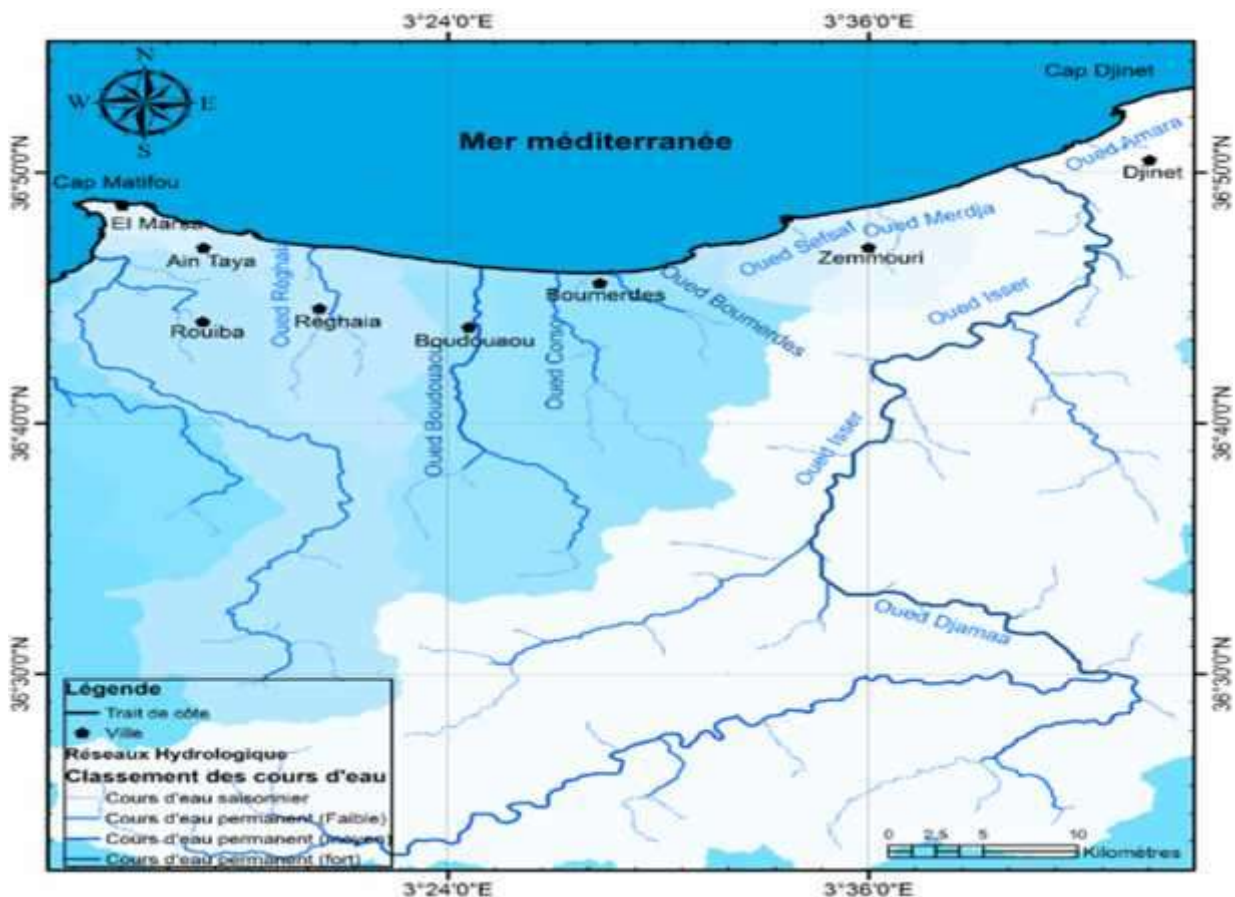 3°24'0"E
3°36'0"E
Cap Djinet
N
W E
S
Mer méditerranée
Oued Amara
36°50'0"N
36°50'0"N
Djinet
Cap Matifou
El Marsa
Oued Sefsaf
Oued Merdja
Ain Taya
Zemmouri
Oued Réghaia
Oued Boumerdes
Boumerdes
Oued Isser
Réghaia
Rouiba
Boudouaou
Oued Corso
Oued Boudouaou
36°40'0"N
36°40'0"N
Oued Isser
Oued Djamaa
36°30'0"N
36°30'0"N
Légende
Trait de côte
Ville
Réseaux Hydrologique
Classement des cours d'eau
Cours d'eau saisonnier
Cours d'eau permanent (Faible)
Cours d'eau permanent (moyen)
Cours d'eau permanent (fort)
0 2,5 5 10
Kilomètres
3°24'0"E
3°36'0"E